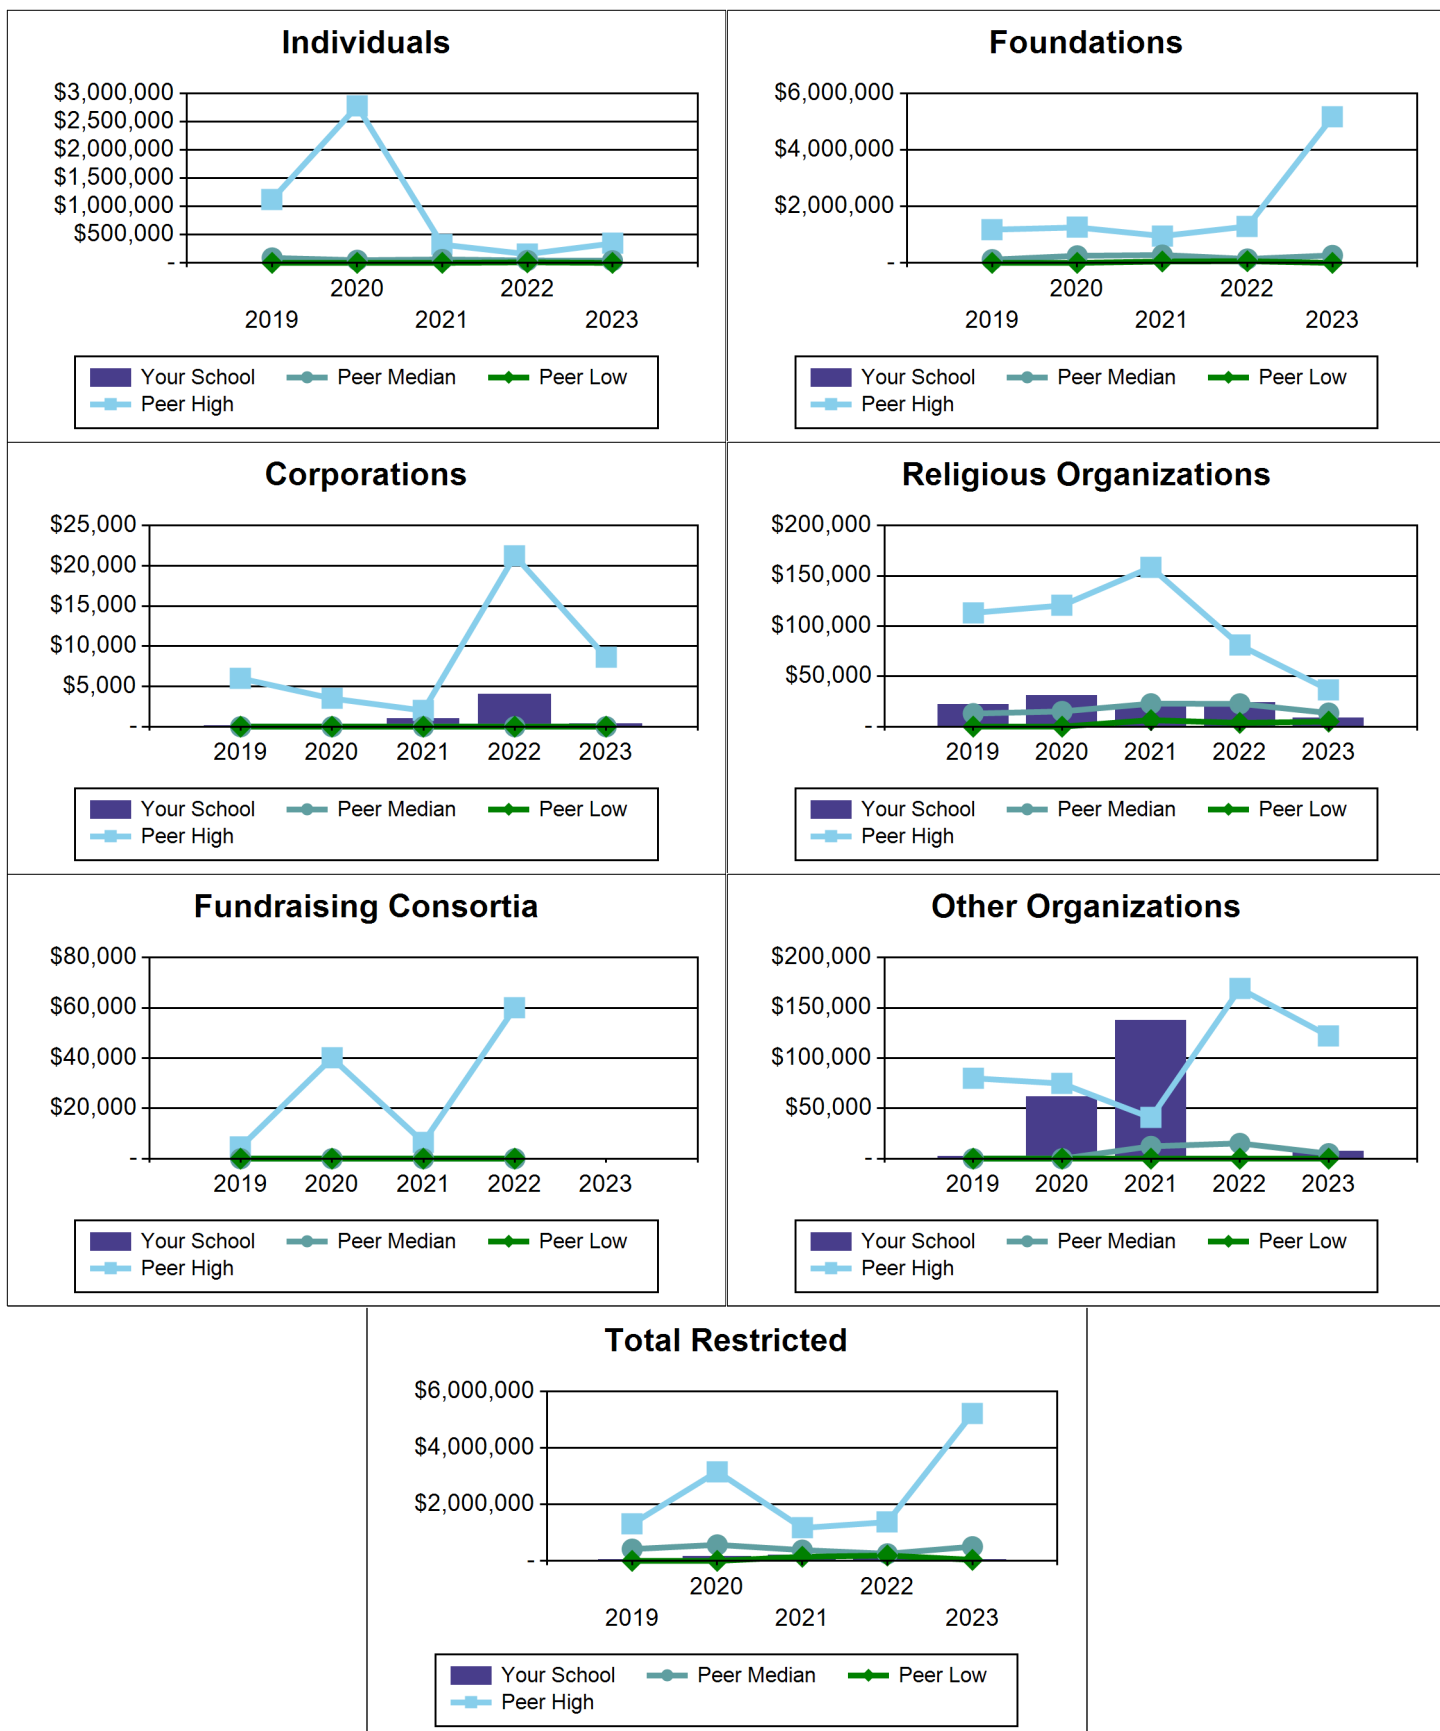 Individuals
$3,000,000
$2,500,000
$2,000,000
$1,500,000
$1,000,000
$500,000
-
2020 2022
2019 2021 2023
Your School Peer Median Peer Low
Peer High
Foundations
$6,000,000
$4,000,000
$2,000,000
-
2020 2022
2019 2021 2023
Your School Peer Median Peer Low
Peer High
Corporations
$25,000
$20,000
$15,000
$10,000
$5,000
-
2019 2020 2021 2022 2023
Your School Peer Median Peer Low
Peer High
Religious Organizations
$200,000
$150,000
$100,000
$50,000
-
2019 2020 2021 2022 2023
Your School Peer Median Peer Low
Peer High
Fundraising Consortia
$80,000
$60,000
$40,000
$20,000
-
2019 2020 2021 2022 2023
Your School Peer Median Peer Low
Peer High
Other Organizations
$200,000
$150,000
$100,000
$50,000
-
2019 2020 2021 2022 2023
Your School Peer Median Peer Low
Peer High
Total Restricted
$6,000,000
$4,000,000
$2,000,000
-
2020 2022
2019 2021 2023
Your School Peer Median Peer Low
Peer High